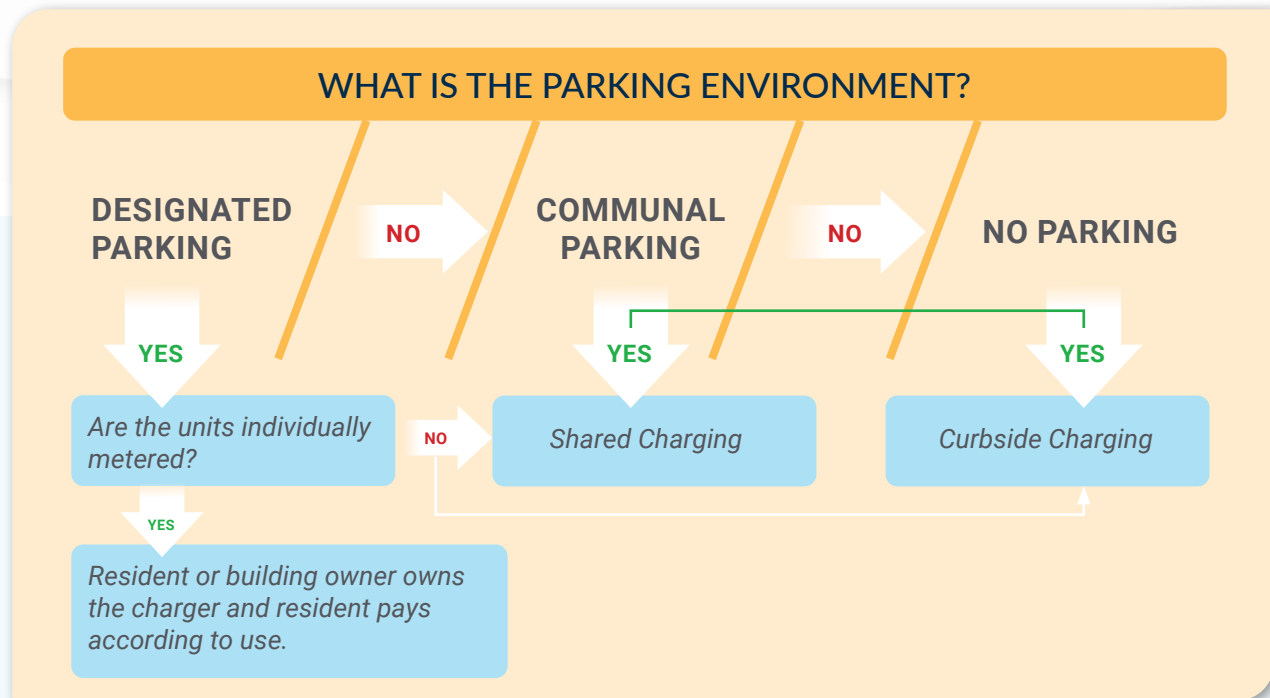 WHAT IS THE PARKING ENVIRONMENT?
DESIGNATED
PARKING
NO
COMMUNAL
PARKING
NO
NO PARKING
YES
YES
YES
Are the units individually
metered?
NO
Shared Charging
Curbside Charging
YES
Resident or building owner owns
the charger and resident pays
according to use.